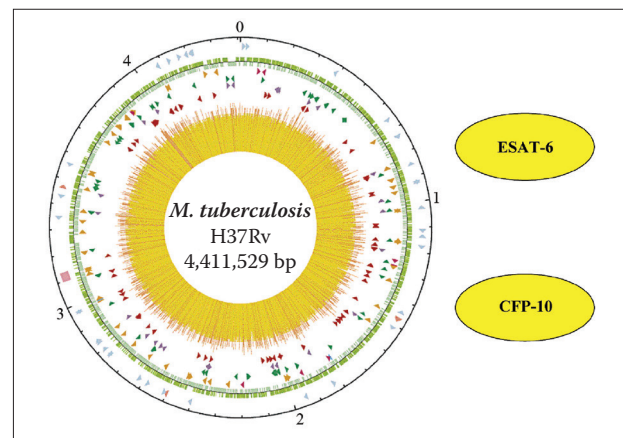 0
4
ESAT-6
1
M. tuberculosis
H37Rv
4,411,529 bp
CFP-10
3
2